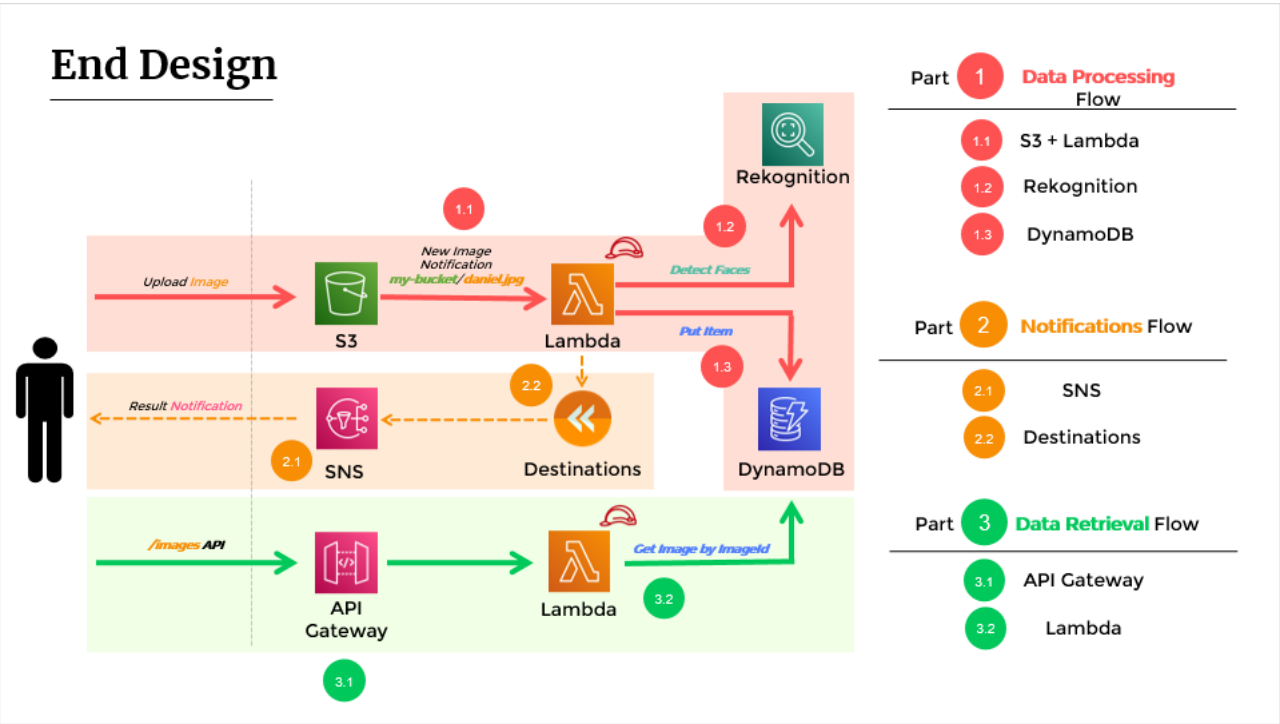 End Design
Part 1 Data Processing
Flow
1.1 S3 + Lambda
1.2 Rekognition
1.3 DynamoDB
Part 2 Notifications Flow
2.1 SNS
2.2 Destinations
Part 3 Data Retrieval Flow
3.1 API Gateway
3.2 Lambda
Rekognition
1.1
1.2
Upload Image
New Image
Notification
my-bucket/daniel.jpg
Detect Faces
Put Item
S3
Lambda
1.3
2.2
Result Notification
2.1
SNS
Destinations
DynamoDB
/images API
Get Image by ImageId
API
Gateway
Lambda
3.2
3.1